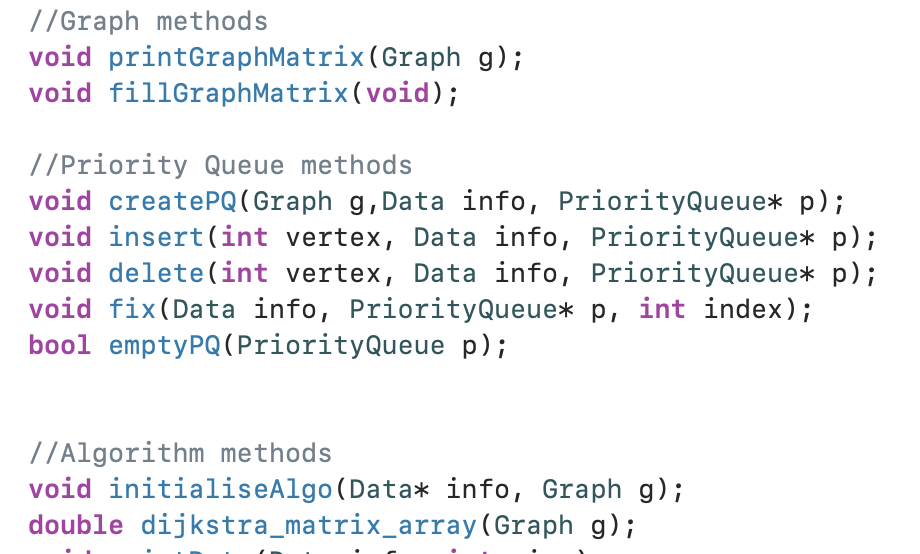 //Graph methods
void printGraphMatrix(Graph g);
void fillGraphMatrix(void);
//Priority Queue methods
void createPQ(Graph g,Data info, PriorityQueue* p);
void insert(int vertex, Data info, PriorityQueue* p);
void delete(int vertex, Data info, PriorityQueue* p);
void fix(Data info, PriorityQueue* p, int index);
bool emptyPQ(PriorityQueue p);
//Algorithm methods
void initialiseAlgo(Data* info, Graph g);
double dijkstra_matrix_array(Graph g);